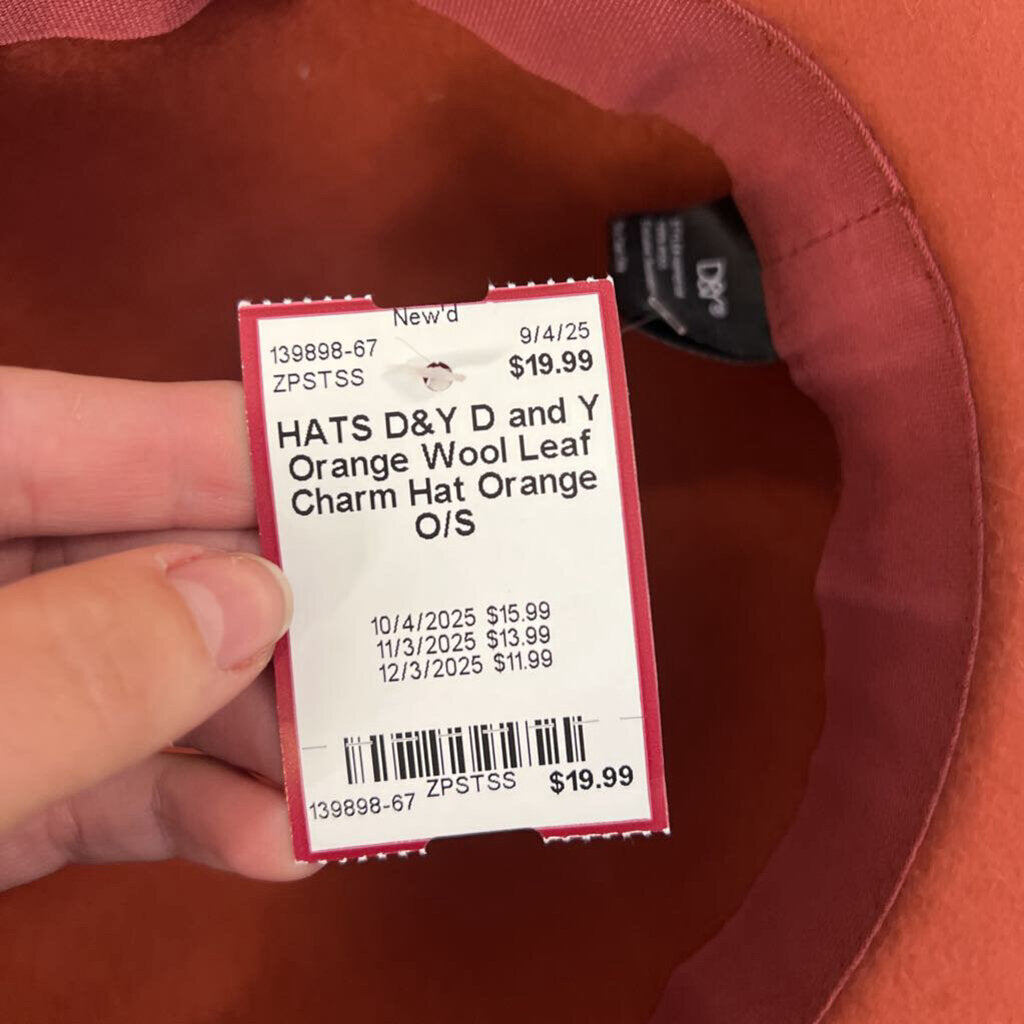 New'd
139898-67
9/4/25
ZPSTSS
$19.99
HATS D&Y D and Y
Orange Wool Leaf
Charm Hat Orange
O/S
10/4/2025 $15.99
11/3/2025 $13.99
12/3/2025 $11.99
139898-67 ZPSTSS $19.99
D&Y®